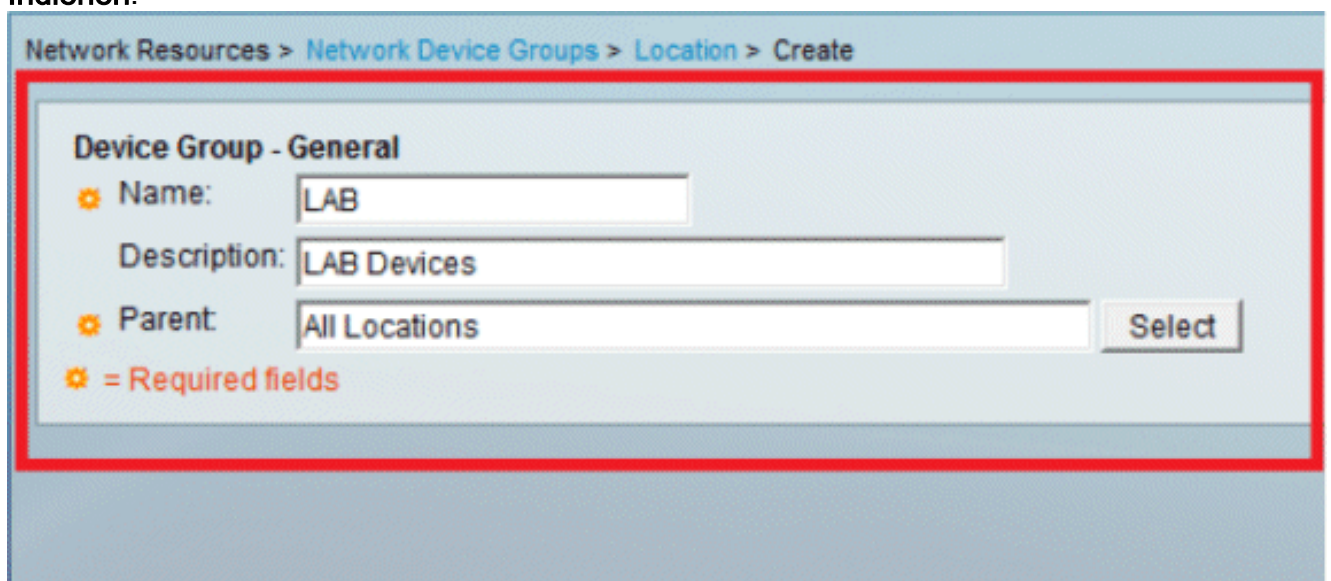 Indienen.
Network Resources > Network Device Groups > Location > Create
Device Group - General
Name: LAB
Description: LAB Devices
Parent: All Locations Select
= Required fields